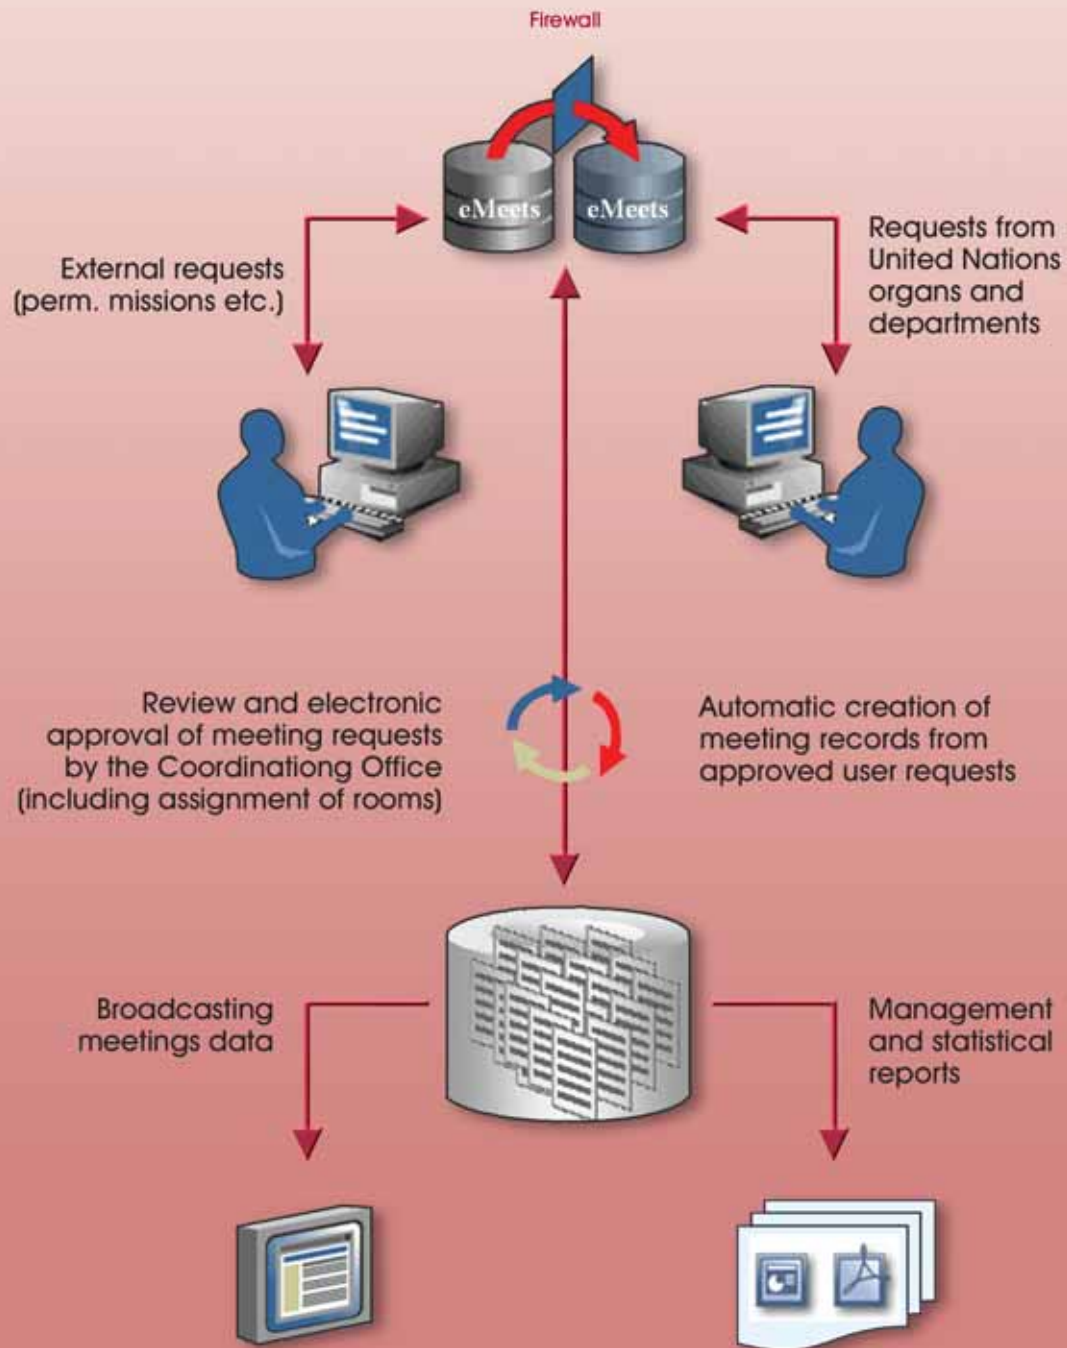 Firewall
eMeets
eMeets
External requests
(perm. missions etc.)
Requests from
United Nations
organs and
departments
Review and electronic
approval of meeting requests
by the Coordinationg Office
(including assignment of rooms)
Automatic creation of
meeting records from
approved user requests
Broadcasting
meetings data
Management
and statistical
reports